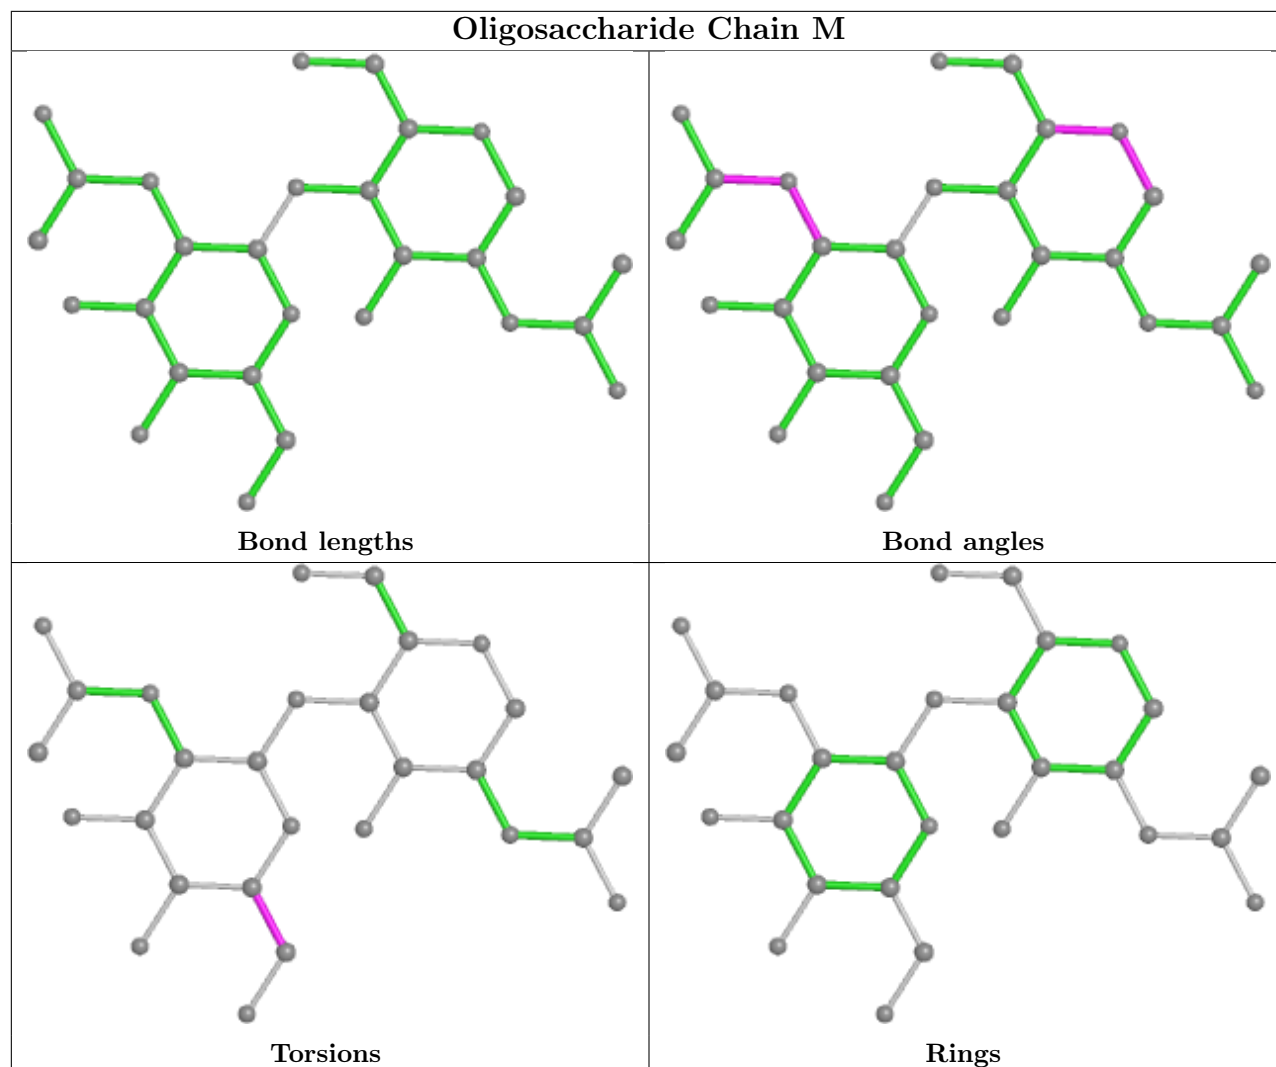 Oligosaccharide Chain M
Bond lengths
Bond angles
Torsions
Rings